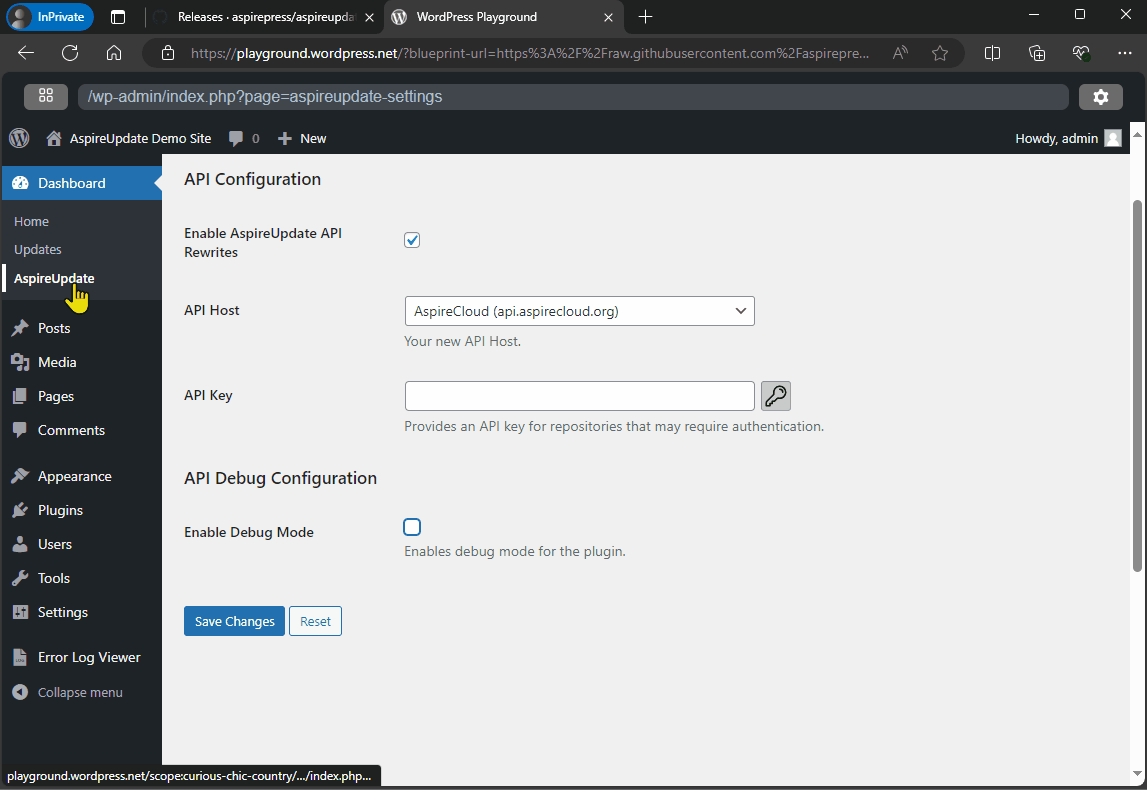 InPrivate
Releases · aspirepress/aspireupdat
WordPress Playground
https://playground.wordpress.net/?blueprint-url=https%3A%2F%2Fraw.githubusercontent.com%2Faspirepre...
/wp-admin/index.php?page=aspireupdate-settings
AspireUpdate Demo Site
0
New
Howdy, admin
Dashboard
Home
Updates
AspireUpdate
Posts
Media
Pages
Comments
Appearance
Plugins
Users
Tools
Settings
Error Log Viewer
Collapse menu
API Configuration
Enable AspireUpdate API
Rewrites
API Host
AspireCloud (api.aspirecloud.org)
Your new API Host.
API Key
Provides an API key for repositories that may require authentication.
API Debug Configuration
Enable Debug Mode
Enables debug mode for the plugin.
Save Changes
Reset
playground.wordpress.net/scope:curious-chic-country/.../index.php...